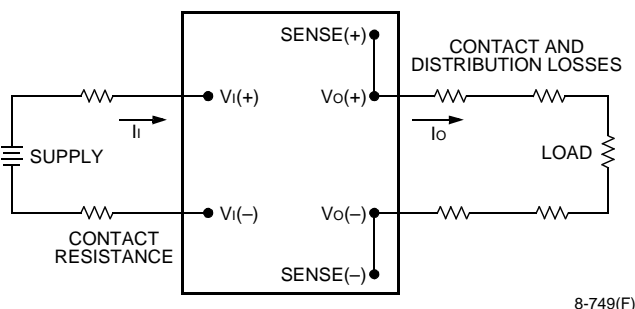 SENSE(+)
CONTACT AND
DISTRIBUTION LOSSES
VI(+)
VO(+)
II
IO
SUPPLY
LOAD
VI(–)
VO(–)
CONTACT
RESISTANCE
SENSE(–)
8-749(F)